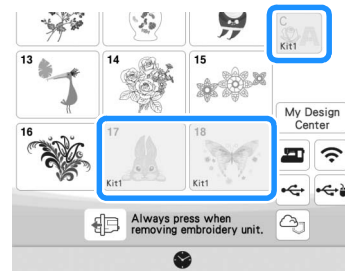 C
Kit1
13
14
15
My Design
Center
16
17
18
Kit1
Kit1
Always press when
removing embroidery unit.